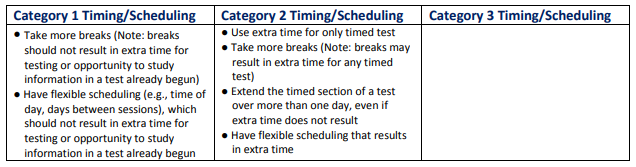 Category 1 Timing/Scheduling
Category 2 Timing/Scheduling
Category 3 Timing/Scheduling
● Take more breaks (Note: breaks
should not result in extra time for
testing or opportunity to study
information in a test already begun)
● Have flexible scheduling (e.g., time of
day, days between sessions), which
should not result in extra time for
testing or opportunity to study
information in a test already begun
● Use extra time for only timed test
● Take more breaks (Note: breaks may
result in extra time for any timed
test)
● Extend the timed section of a test
over more than one day, even if
extra time does not result
● Have flexible scheduling that results
in extra time